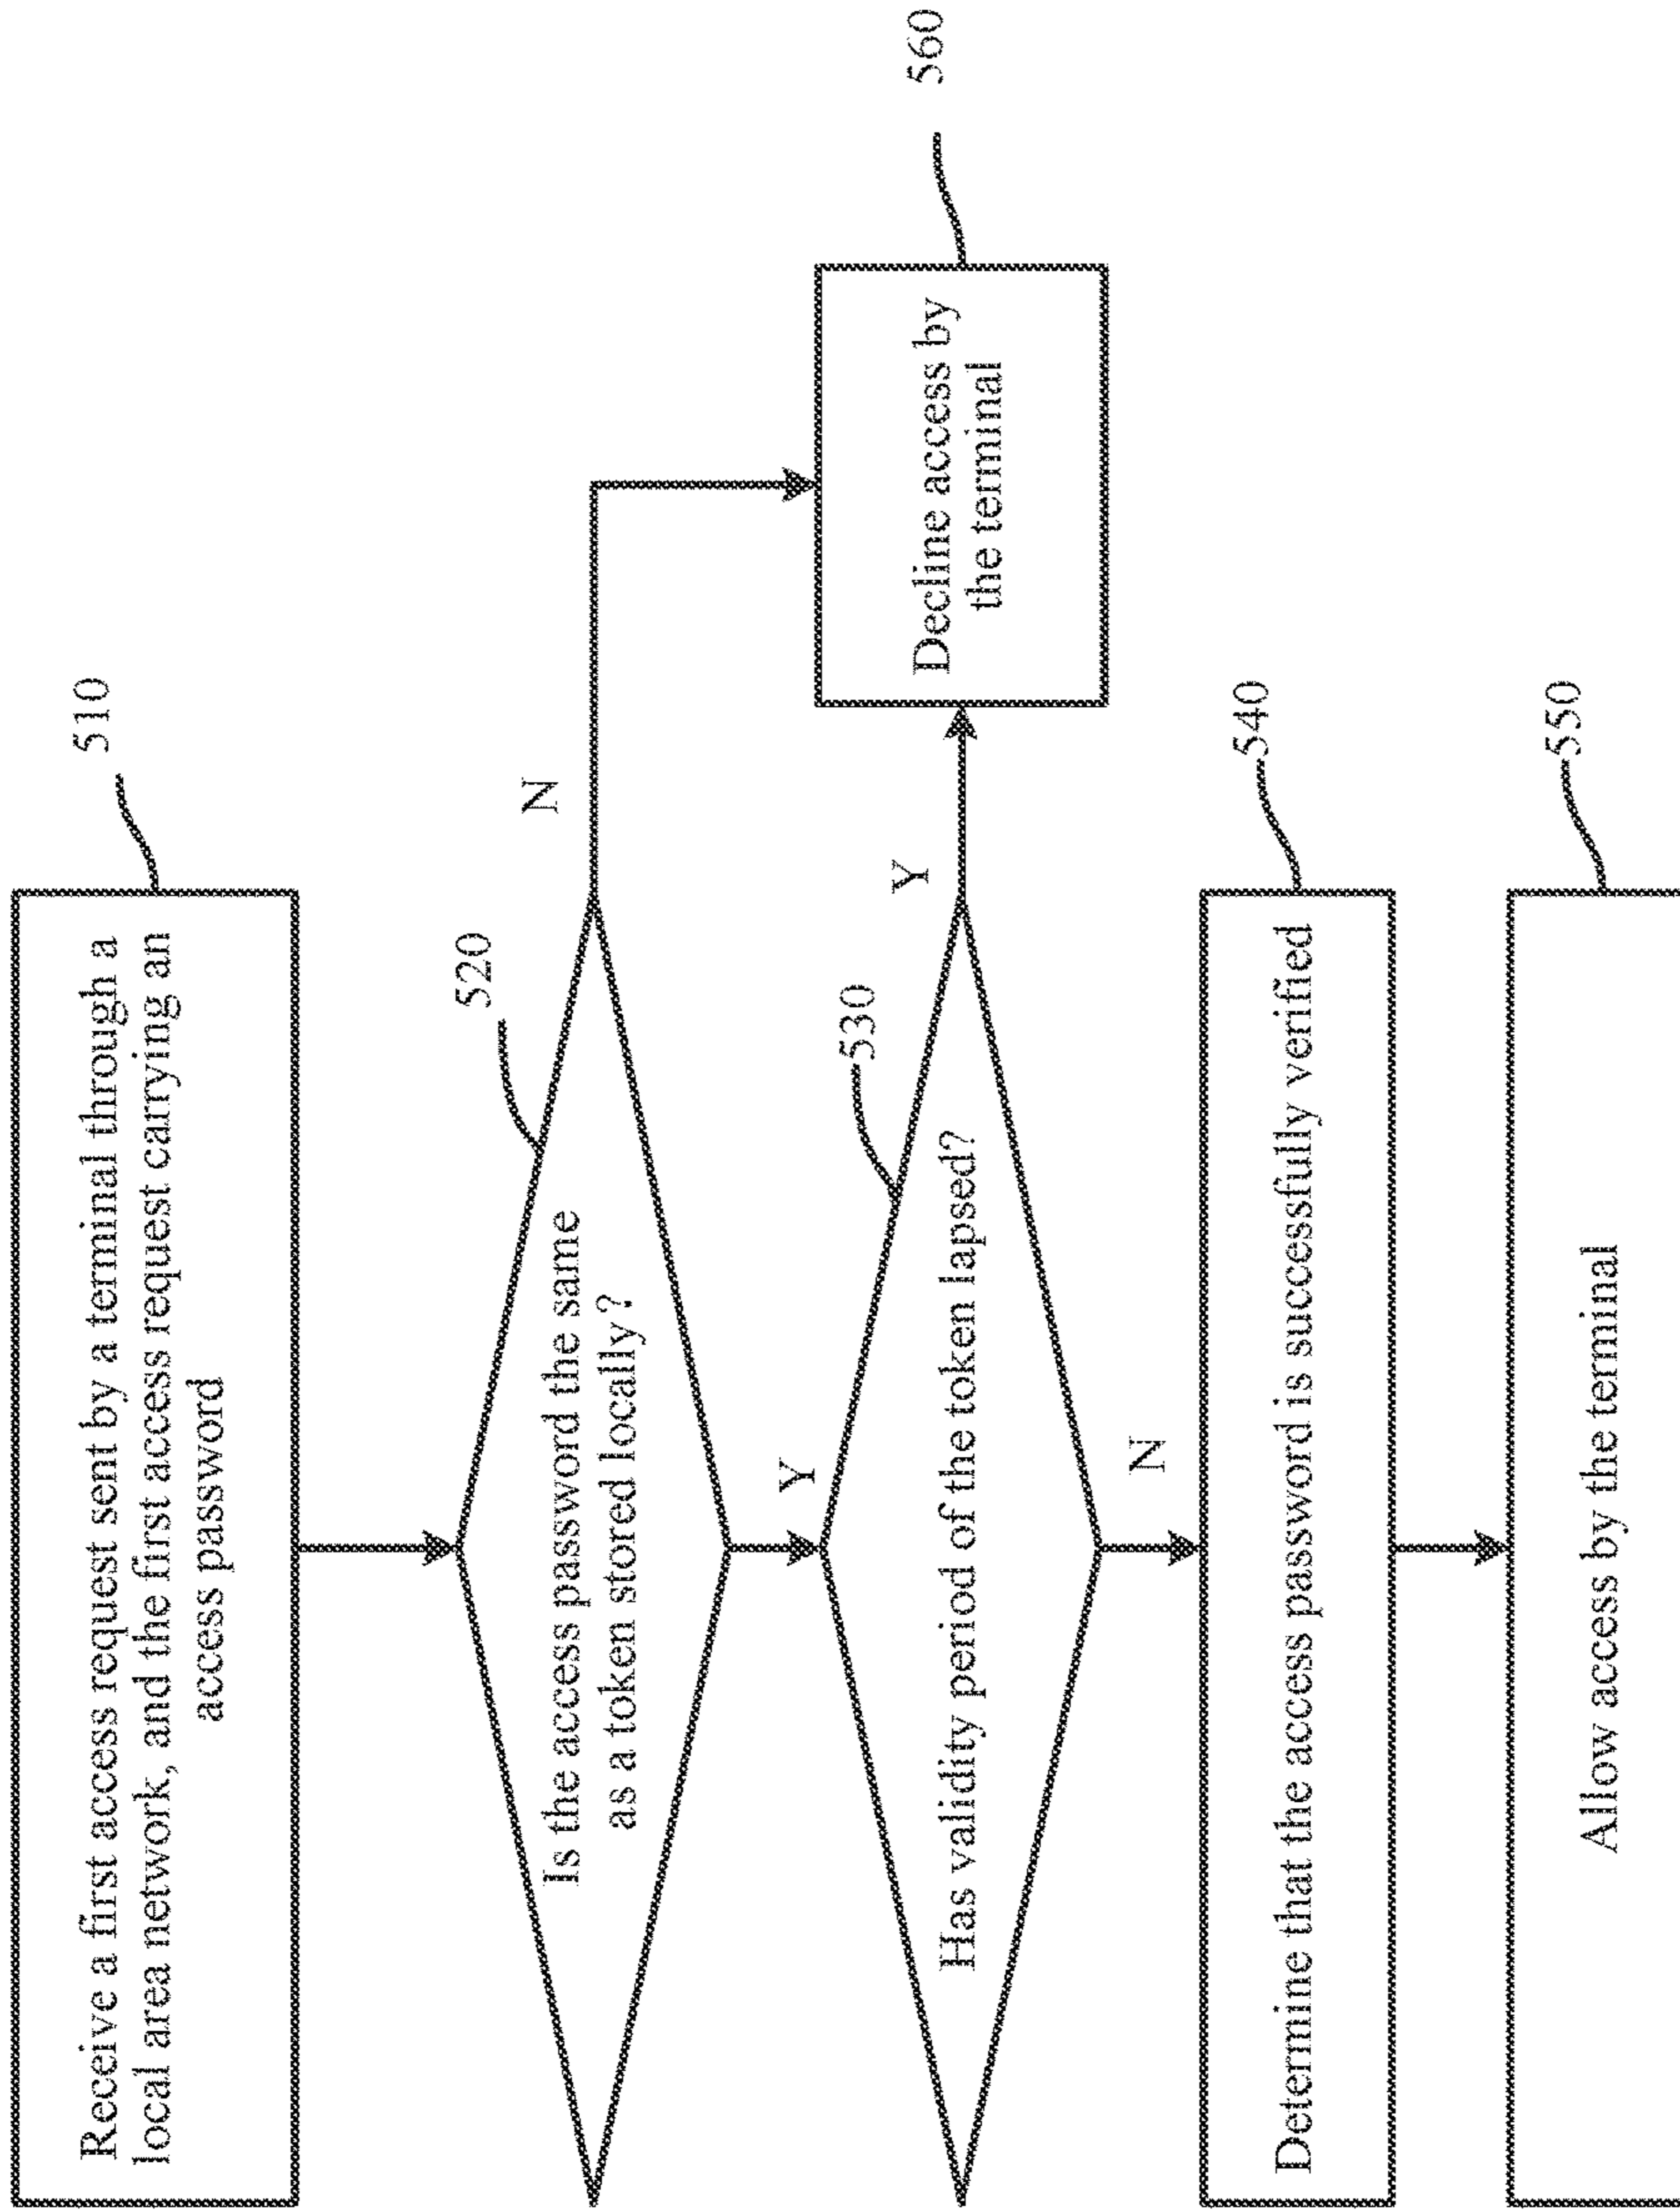 Receive a first access request sent by a terminal through a
local area network, and the first access request carrying an
access password
510
Is the access password the same
as a token stored locally ?
520
N
Y
Has validity period of the token lapsed?
530
Y
N
Decline access by
the terminal
560
Determine that the access password is successfully verified
540
Allow access by the terminal
550